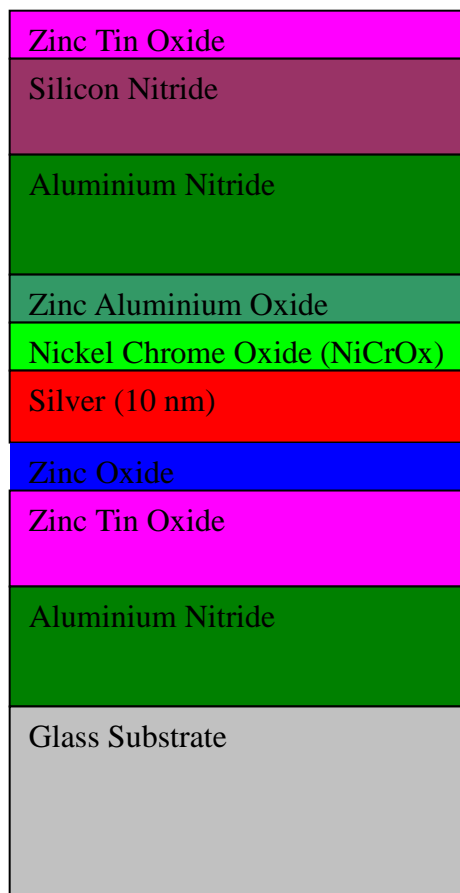 Zinc Tin Oxide
Silicon Nitride
Aluminium Nitride
Zinc Aluminium Oxide
Nickel Chrome Oxide (NiCrOx)
Silver (10 nm)
Zinc Oxide
Zinc Tin Oxide
Aluminium Nitride
Glass Substrate